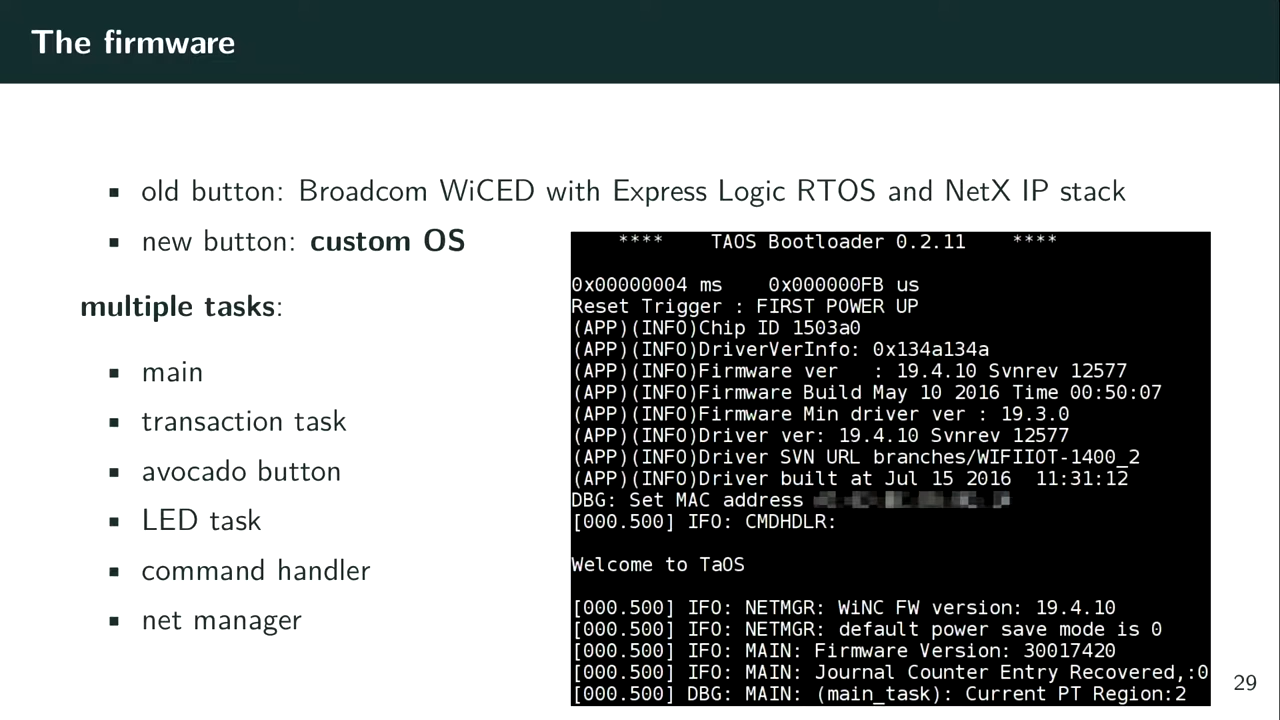 The firmware
▪ old button: Broadcom WiCED with Express Logic RTOS and NetX IP stack
▪ new button: custom OS
multiple tasks:
▪ main
▪ transaction task
▪ avocado button
▪ LED task
▪ command handler
▪ net manager
**** TAOS Bootloader 0.2.11 ****
0x00000004 ms 0x000000FB us
Reset Trigger : FIRST POWER UP
(APP)(INFO)Chip ID 1503a0
(APP)(INFO)DriverVerInfo: 0x134a134a
(APP)(INFO)Firmware ver : 19.4.10 Svnrev 12577
(APP)(INFO)Firmware Build May 10 2016 Time 00:50:07
(APP)(INFO)Firmware Min driver ver : 19.3.0
(APP)(INFO)Driver ver: 19.4.10 Svnrev 12577
(APP)(INFO)Driver SVN URL branches/WIFIIOT-1400_2
(APP)(INFO)Driver built at Jul 15 2016 11:31:12
DBG: Set MAC address
[000.500] IFO: CMDHDLR:
Welcome to TaOS
[000.500] IFO: NETMGR: WiNC FW version: 19.4.10
[000.500] IFO: NETMGR: default power save mode is 0
[000.500] IFO: MAIN: Firmware Version: 30017420
[000.500] IFO: MAIN: Journal Counter Entry Recovered,:0
[000.500] DBG: MAIN: (main_task): Current PT Region:2
29